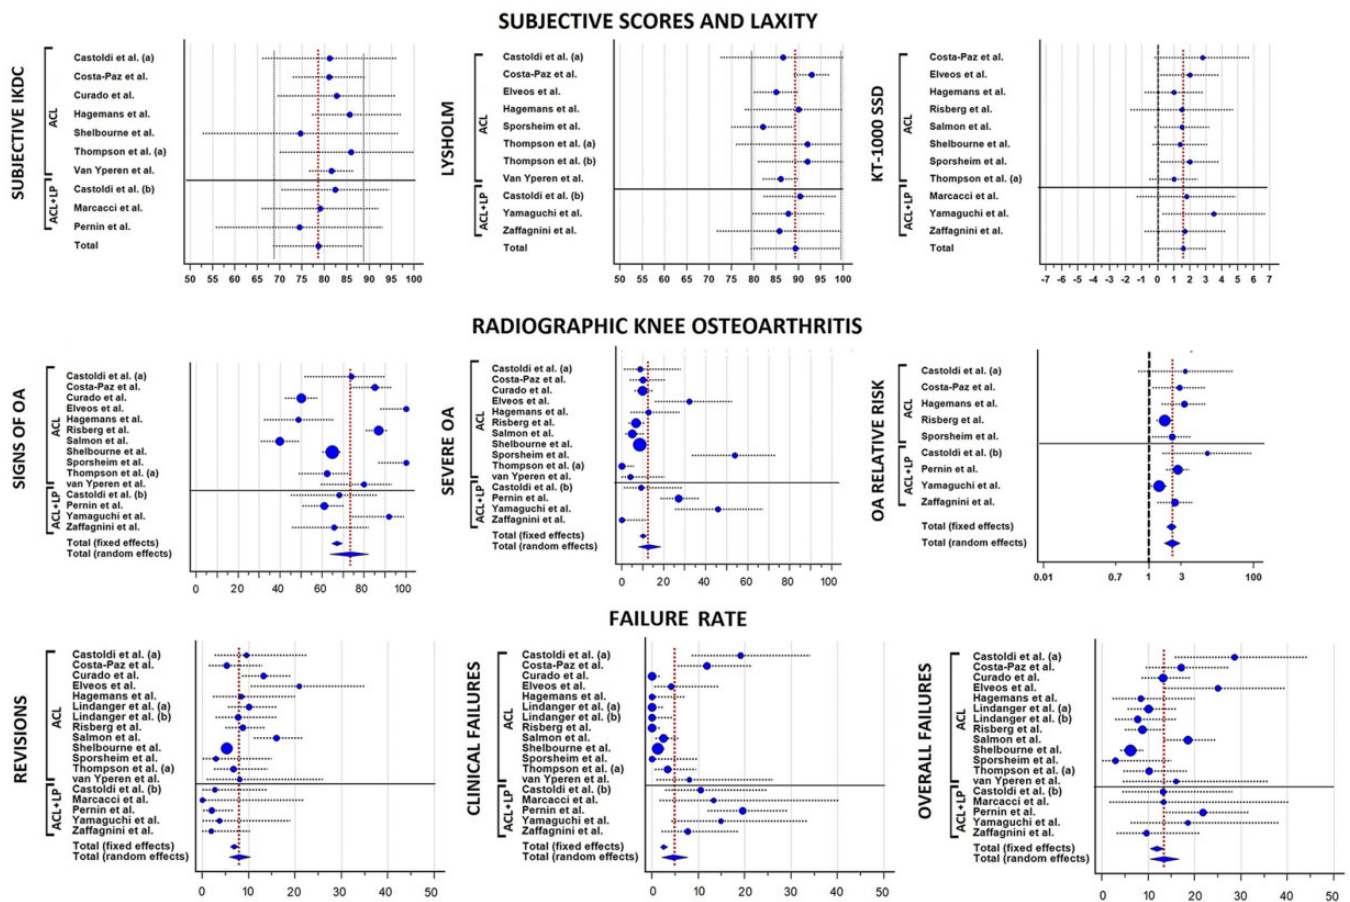 SUBJECTIVE SCORES AND LAXITY
SUBJECTIVE IKDC
ACL
ACL+LP
Castoldi et al. (a)
Costa-Paz et al.
Curado et al.
Hagemans et al.
Shelbourne et al.
Thompson et al. (a)
Van Yperen et al.
Castoldi et al. (b)
Marcacci et al.
Pernin et al.
Total
50 55 60 65 70 75 80 85 90 95 100
LYSHOLM
ACL
ACL+LP
Castoldi et al. (a)
Costa-Paz et al.
Elveos et al.
Hagemans et al.
Sporsheim et al.
Thompson et al. (a)
Thompson et al. (b)
Van Yperen et al.
Castoldi et al. (b)
Yamaguchi et al.
Zaffagnini et al.
Total
50 55 60 65 70 75 80 85 90 95 100
KT-1000 SSD
ACL
ACL+LP
Costa-Paz et al.
Elveos et al.
Hagemans et al.
Risberg et al.
Salmon et al.
Shelbourne et al.
Sporsheim et al.
Thompson et al. (a)
Marcacci et al.
Yamaguchi et al.
Zaffagnini et al.
Total
-7 -6 -5 -4 -3 -2 -1 0 1 2 3 4 5 6 7
RADIOGRAPHIC KNEE OSTEOARTHRITIS
SIGNS OF OA
ACL
ACL+LP
Castoldi et al. (a)
Costa-Paz et al.
Curado et al.
Elveos et al.
Hagemans et al.
Risberg et al.
Salmon et al.
Shelbourne et al.
Sporsheim et al.
Thompson et al. (a)
van Yperen et al.
Castoldi et al. (b)
Pernin et al.
Yamaguchi et al.
Zaffagnini et al.
Total (fixed effects)
Total (random effects)
0 20 40 60 80 100
SEVERE OA
ACL
ACL+LP
Castoldi et al. (a)
Costa-Paz et al.
Curado et al.
Elveos et al.
Hagemans et al.
Risberg et al.
Salmon et al.
Shelbourne et al.
Sporsheim et al.
Thompson et al. (a)
van Yperen et al.
Castoldi et al. (b)
Pernin et al.
Yamaguchi et al.
Zaffagnini et al.
Total (fixed effects)
Total (random effects)
0 20 40 60 80 100
OA RELATIVE RISK
ACL
ACL+LP
Castoldi et al. (a)
Costa-Paz et al.
Hagemans et al.
Risberg et al.
Sporsheim et al.
Castoldi et al. (b)
Pernin et al.
Yamaguchi et al.
Zaffagnini et al.
Total (fixed effects)
Total (random effects)
0.01 0.7 1 3 100
FAILURE RATE
REVISIONS
ACL
ACL+LP
Castoldi et al. (a)
Costa-Paz et al.
Curado et al.
Elveos et al.
Hagemans et al.
Lindanger et al. (a)
Lindanger et al. (b)
Risberg et al.
Salmon et al.
Shelbourne et al.
Sporsheim et al.
Thompson et al. (a)
van Yperen et al.
Castoldi et al. (b)
Marcacci et al.
Pernin et al.
Yamaguchi et al.
Zaffagnini et al.
Total (fixed effects)
Total (random effects)
0 10 20 30 40 50
CLINICAL FAILURES
ACL
ACL+LP
Castoldi et al. (a)
Costa-Paz et al.
Curado et al.
Elveos et al.
Hagemans et al.
Lindanger et al. (a)
Lindanger et al. (b)
Risberg et al.
Salmon et al.
Shelbourne et al.
Sporsheim et al.
Thompson et al. (a)
van Yperen et al.
Castoldi et al. (b)
Marcacci et al.
Pernin et al.
Yamaguchi et al.
Zaffagnini et al.
Total (fixed effects)
Total (random effects)
0 10 20 30 40 50
OVERALL FAILURES
ACL
ACL+LP
Castoldi et al. (a)
Costa-Paz et al.
Curado et al.
Elveos et al.
Hagemans et al.
Lindanger et al. (a)
Lindanger et al. (b)
Risberg et al.
Salmon et al.
Shelbourne et al.
Sporsheim et al.
Thompson et al. (a)
van Yperen et al.
Castoldi et al. (b)
Marcacci et al.
Pernin et al.
Yamaguchi et al.
Zaffagnini et al.
Total (fixed effects)
Total (random effects)
0 10 20 30 40 50